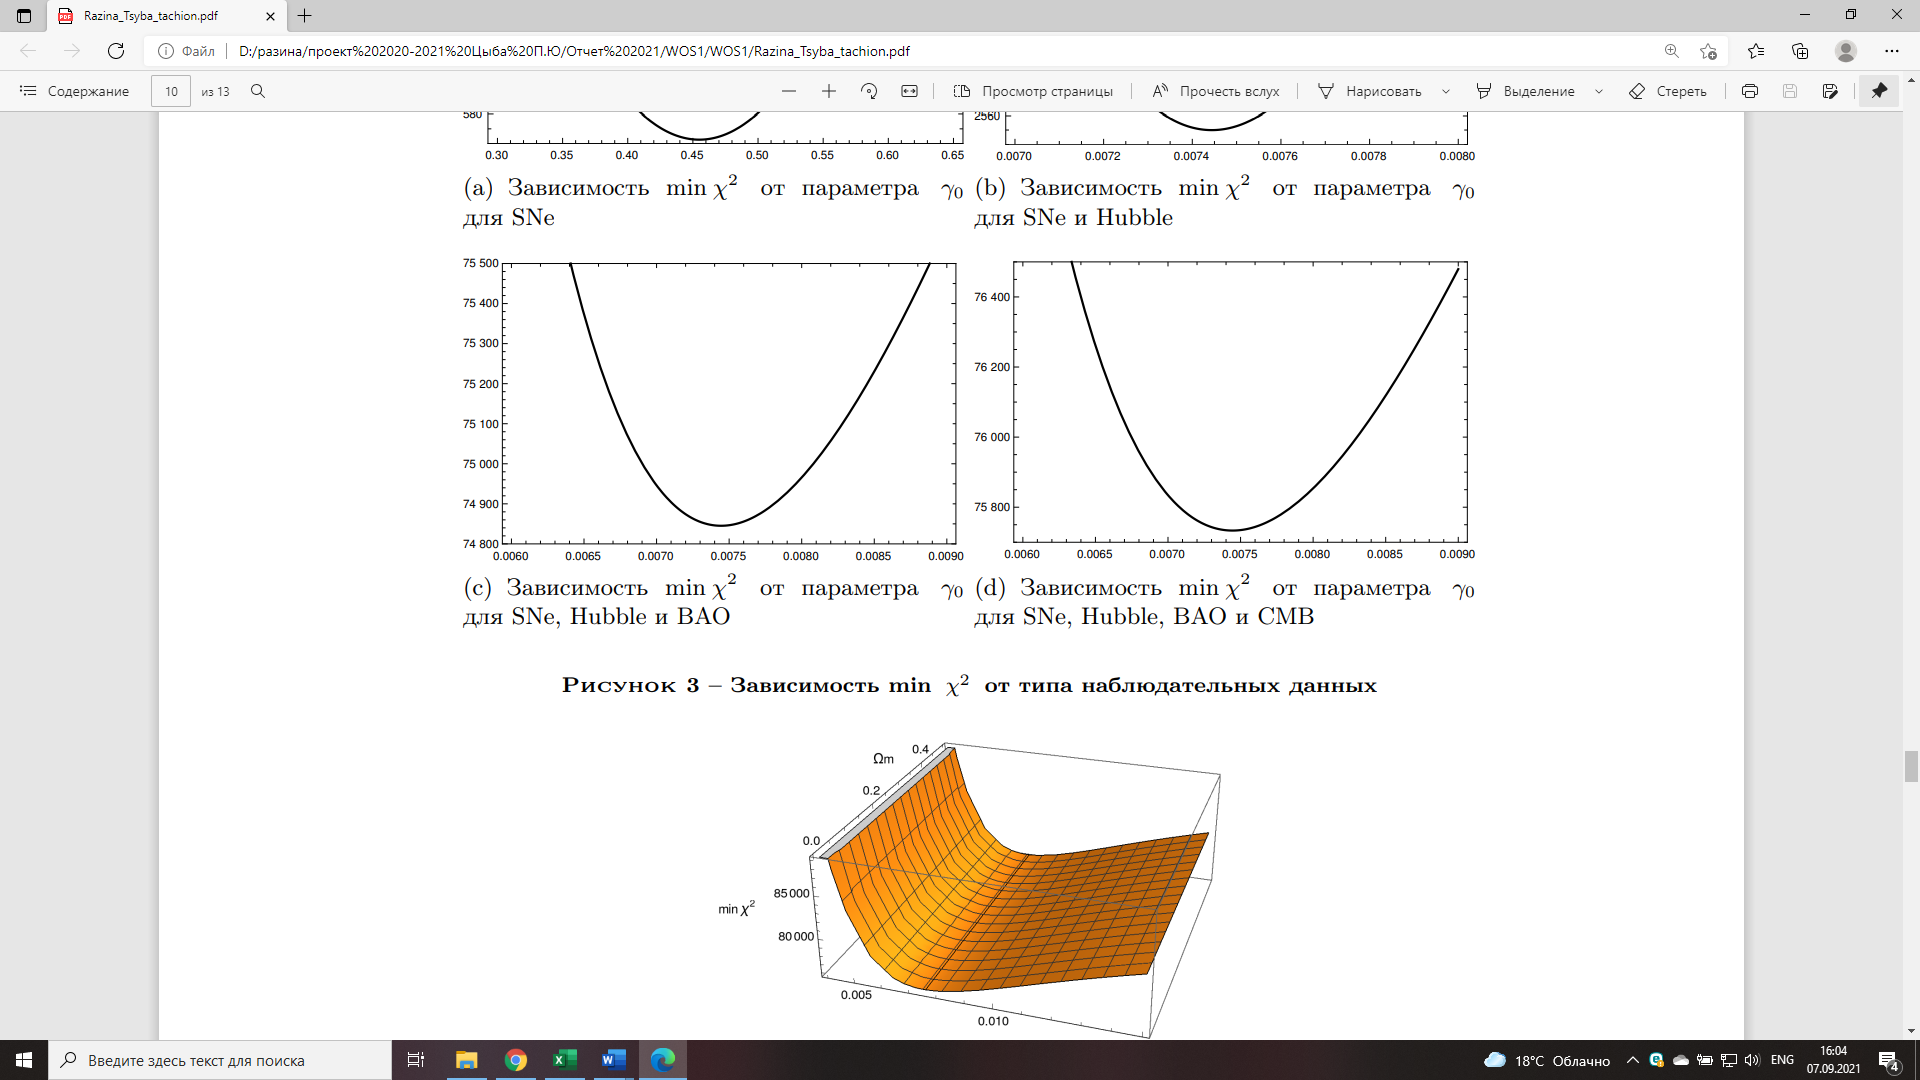 Razina_Tsyba_tachion.pdf
Файл D:/разина/проект%202020-2021%20Цыба%20П.Ю/Отчет%202021/WOS1/WOS1/Razina_Tsyba_tachion.pdf
Содержание 10 из 13 Просмотр страницы Прочесть вслух Нарисовать Выделение Стереть
580 2560
0.30 0.35 0.40 0.45 0.50 0.55 0.60 0.65 0.0070 0.0072 0.0074 0.0076 0.0078 0.0080
(a) Зависимость min χ² от параметра γ₀
для SNe
(b) Зависимость min χ² от параметра γ₀
для SNe и Hubble
75 500
75 400
75 300
75 200
75 100
75 000
74 900
74 800
0.0060 0.0065 0.0070 0.0075 0.0080 0.0085 0.0090
76 400
76 200
76 000
75 800
0.0060 0.0065 0.0070 0.0075 0.0080 0.0085 0.0090
(c) Зависимость min χ² от параметра γ₀
для SNe, Hubble и BAO
(d) Зависимость min χ² от параметра γ₀
для SNe, Hubble, BAO и CMB
Рисунок 3 – Зависимость min χ² от типа наблюдательных данных
Ωm 0.4
0.2
0.0
85 000
min χ²
80 000
0.005
0.010
Введите здесь текст для поиска
18°C Облачно
ENG
16:04
07.09.2021
4